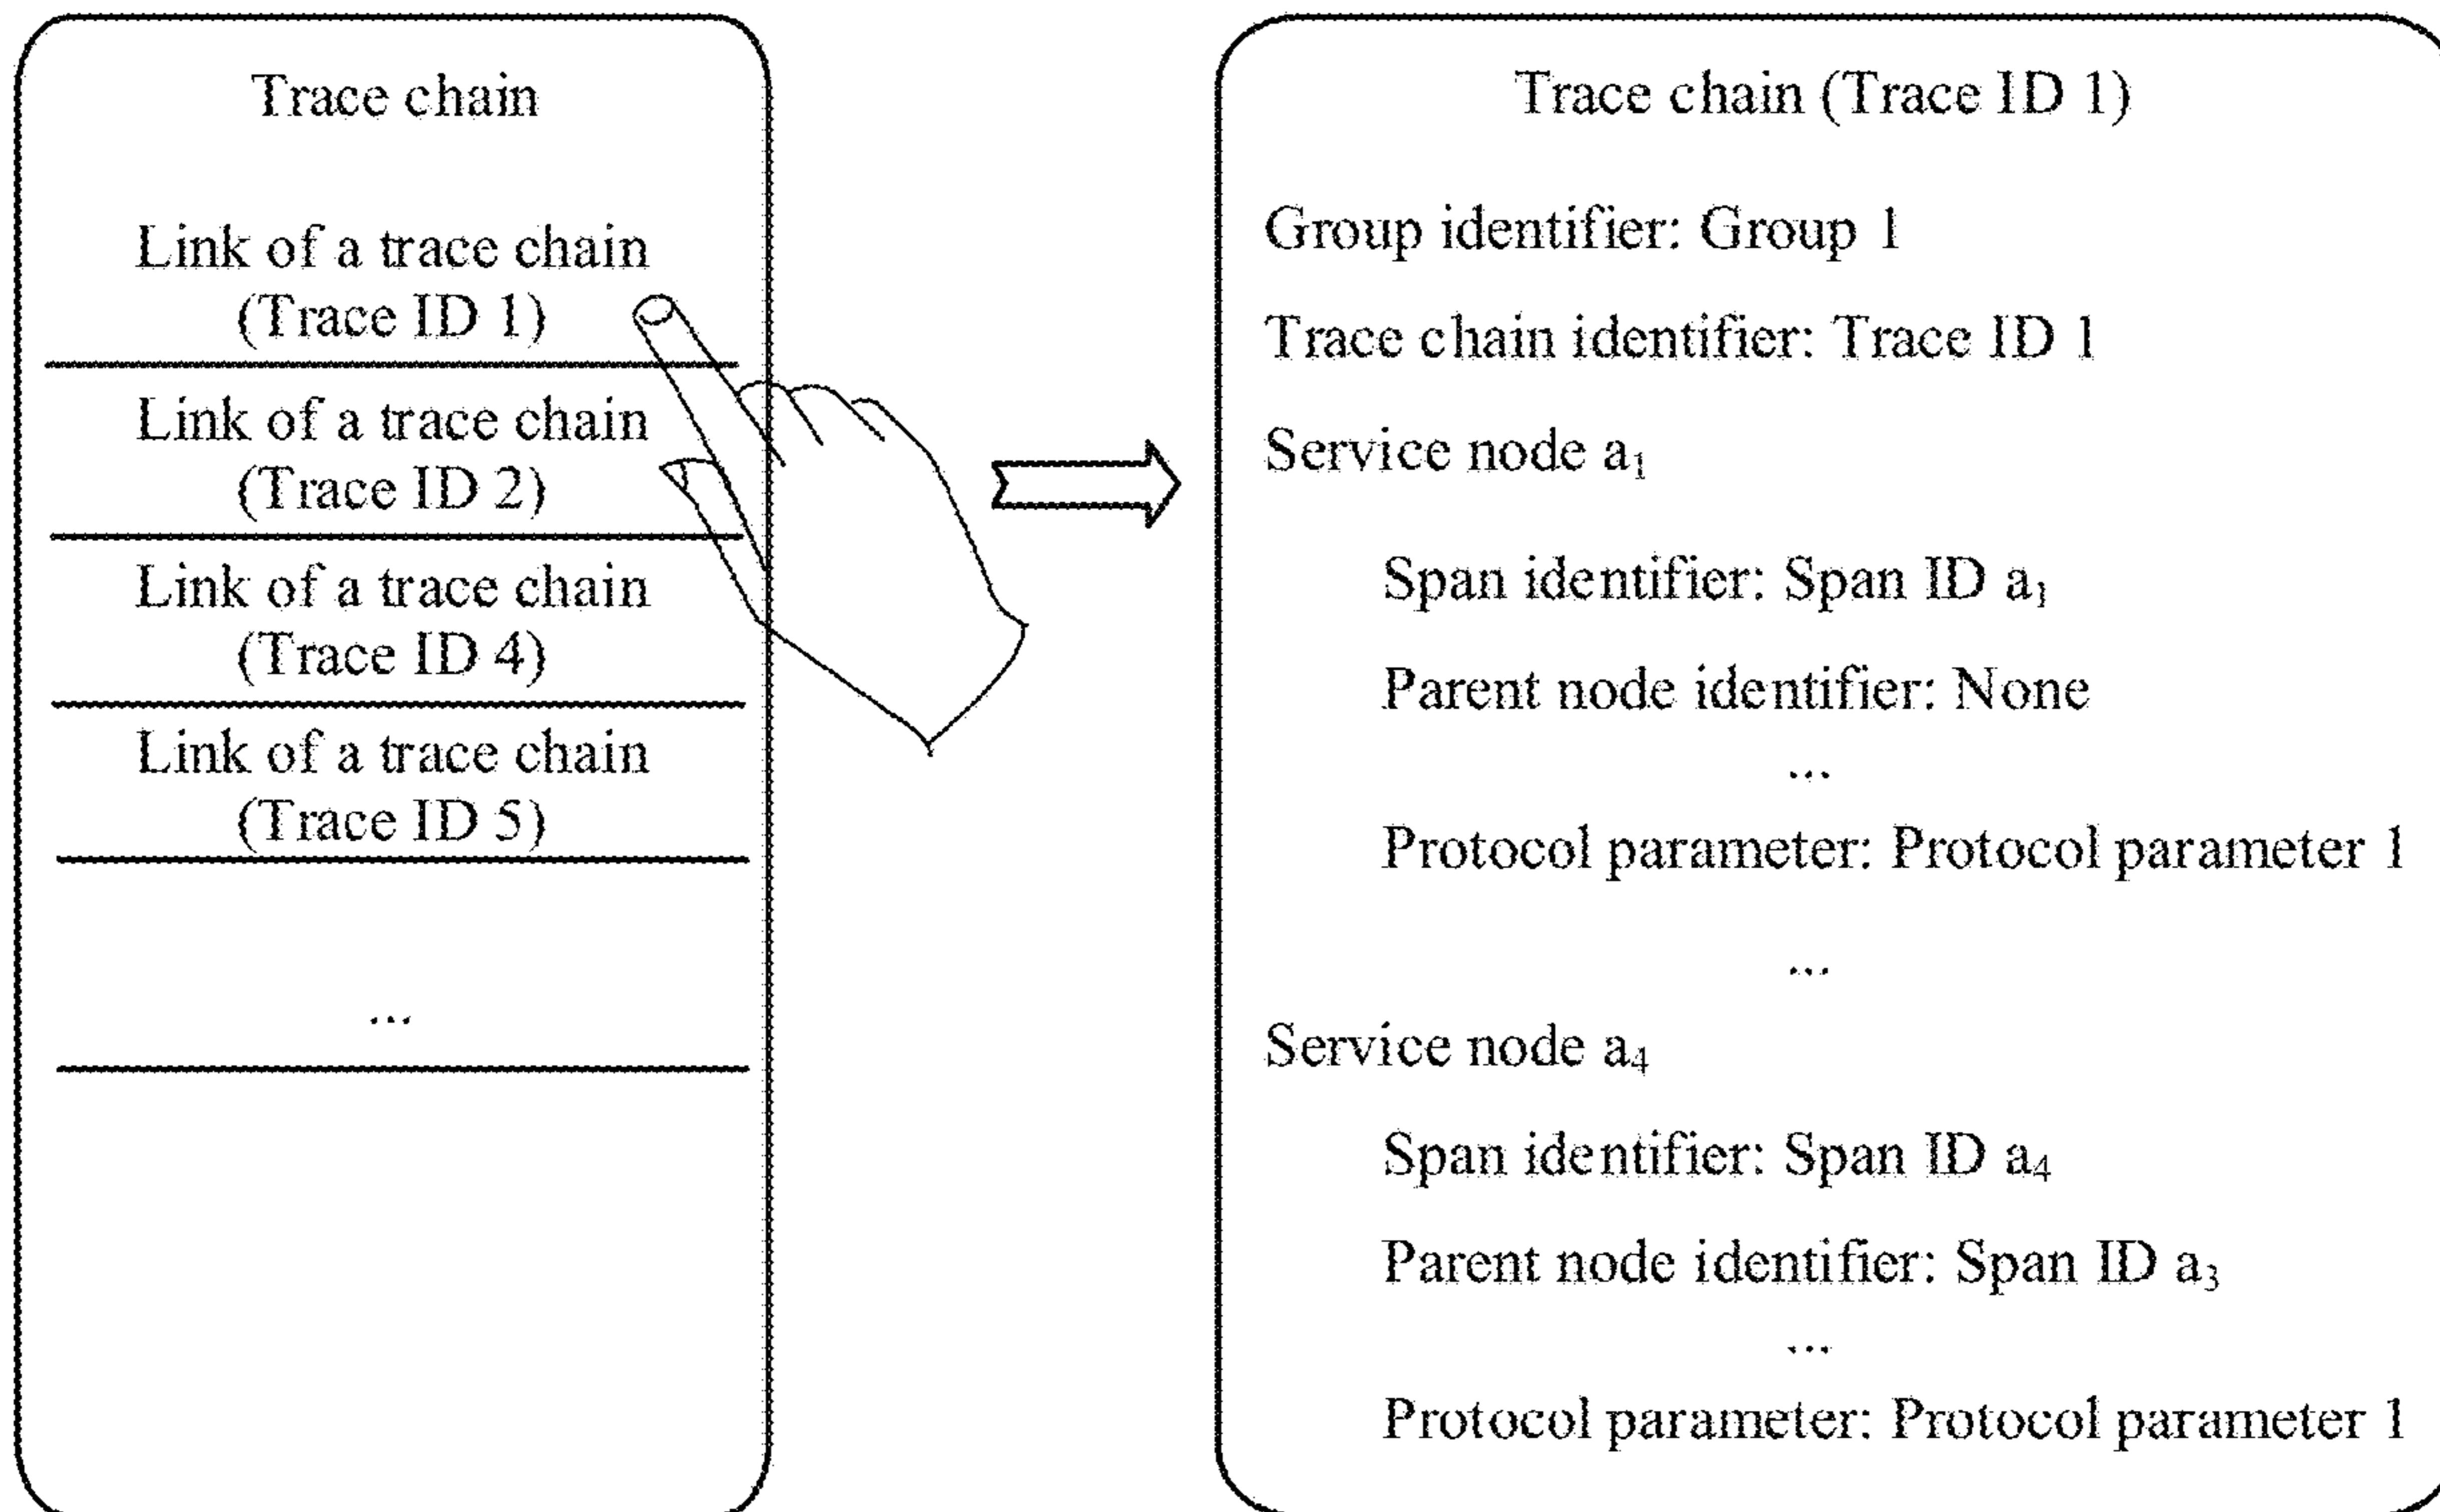 Trace chain
Link of a trace chain
(Trace ID 1)
Link of a trace chain
(Trace ID 2)
Link of a trace chain
(Trace ID 4)
Link of a trace chain
(Trace ID 5)
...
Trace chain (Trace ID 1)
Group identifier: Group 1
Trace chain identifier: Trace ID 1
Service node a₁
Span identifier: Span ID a₁
Parent node identifier: None
...
Protocol parameter: Protocol parameter 1
...
Service node a₄
Span identifier: Span ID a₄
Parent node identifier: Span ID a₃
...
Protocol parameter: Protocol parameter 1